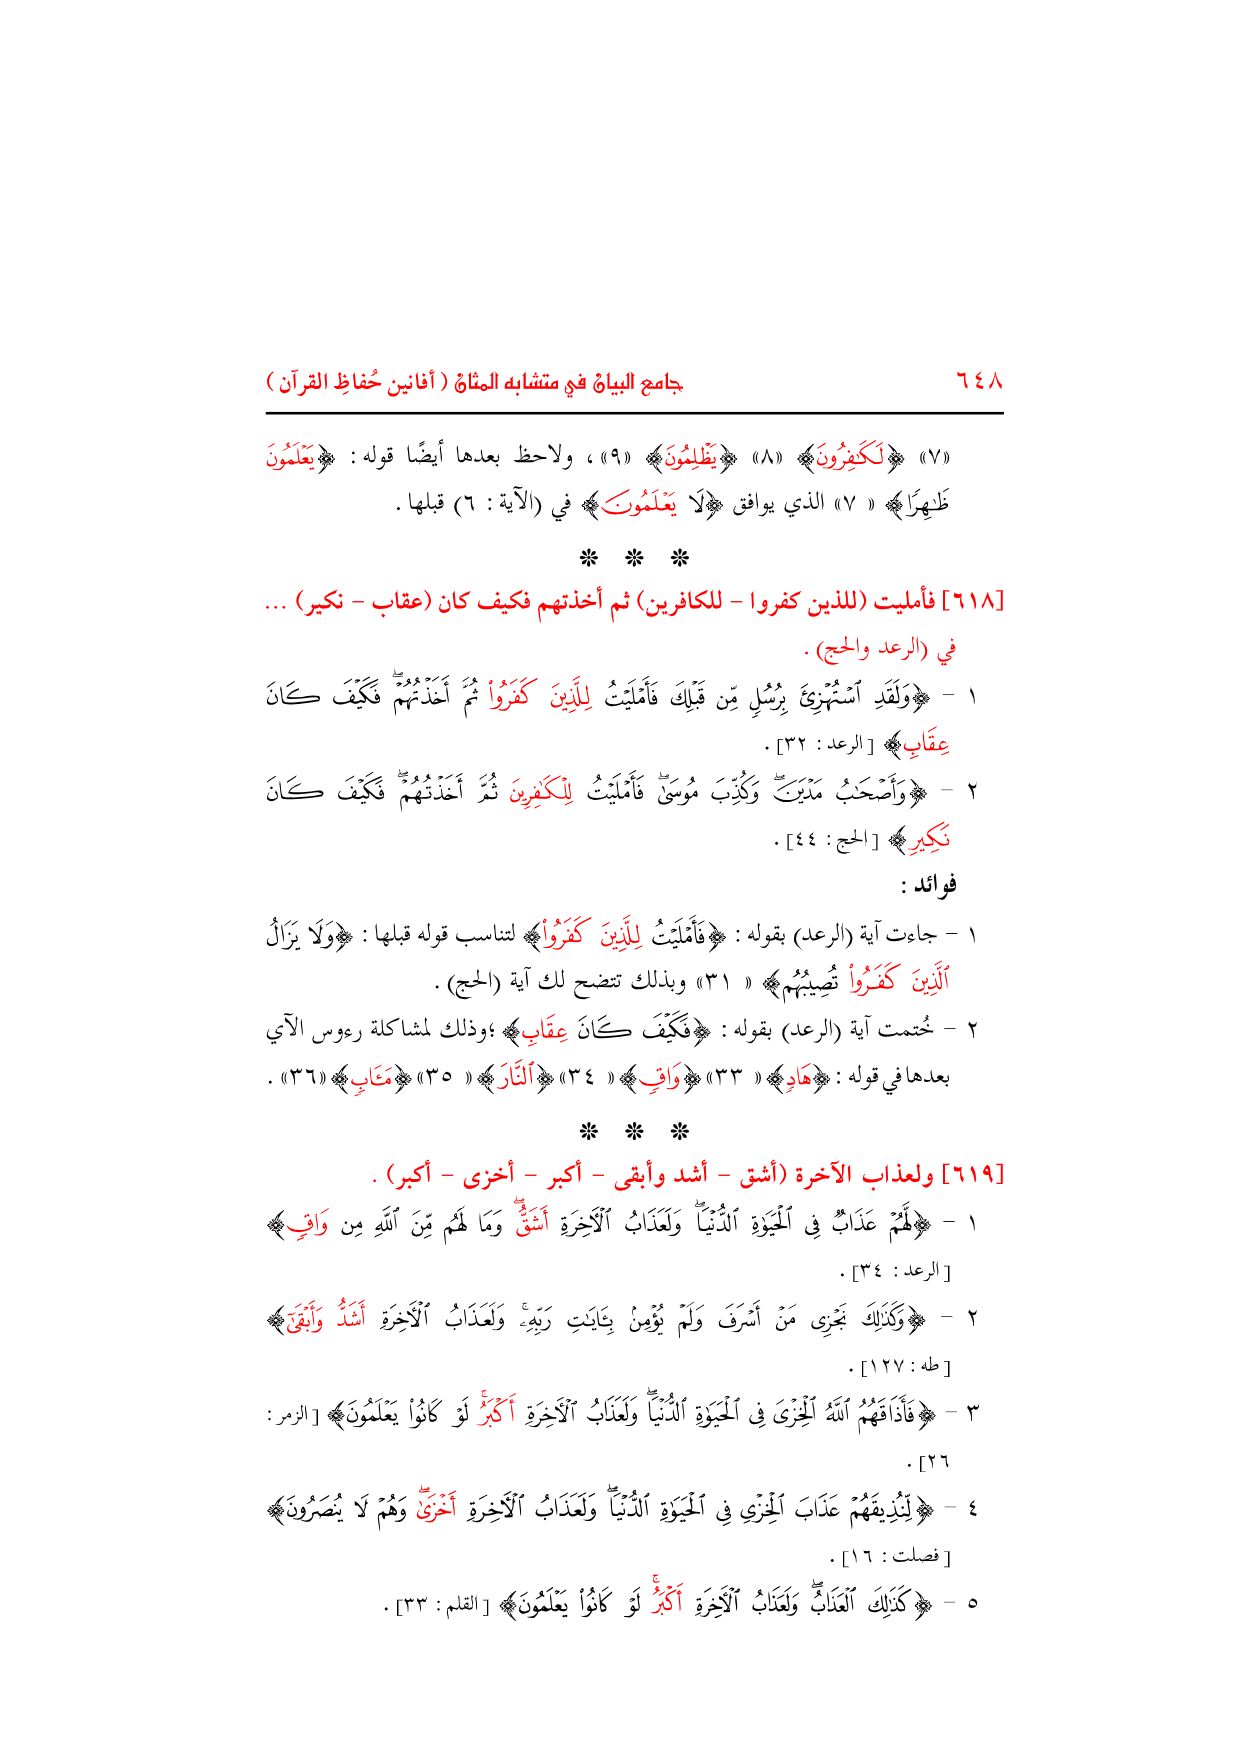 ٦٤٨ جامع البيان في متشابه المثان ( أفانين حُفاظِ القرآن )
«٧» ﴿لَكَٰفِرُونَ﴾ «٨» ﴿يَظْلِمُونَ﴾ «٩» ، ولاحظ بعدها أيضًا قوله : ﴿يَعْلَمُونَ
ظَٰهِرًا﴾ « ٧» الذي يوافق ﴿لَا يَعْلَمُونَ﴾ في (الآية : ٦) قبلها .
* * *
[٦١٨] فأمليت (للذين كفروا - للكافرين) ثم أخذتهم فكيف كان (عقاب - نكير) ...
في (الرعد والحج) .
١ - ﴿وَلَقَدِ ٱسْتُهْزِئَ بِرُسُلٍ مِّن قَبْلِكَ فَأَمْلَيْتُ لِلَّذِينَ كَفَرُوا۟ ثُمَّ أَخَذْتُهُمْ ۖ فَكَيْفَ كَانَ
عِقَابِ﴾ [الرعد : ٣٢] .
٢ - ﴿وَأَصْحَٰبُ مَدْيَنَ ۖ وَكُذِّبَ مُوسَىٰ ۖ فَأَمْلَيْتُ لِلْكَٰفِرِينَ ثُمَّ أَخَذْتُهُمْ ۖ فَكَيْفَ كَانَ
نَكِيرِ﴾ [الحج : ٤٤] .
فوائد :
١ - جاءت آية (الرعد) بقوله : ﴿فَأَمْلَيْتُ لِلَّذِينَ كَفَرُوا۟﴾ لتناسب قوله قبلها : ﴿وَلَا يَزَالُ
ٱلَّذِينَ كَفَرُوا۟ تُصِيبُهُم﴾ « ٣١» وبذلك تتضح لك آية (الحج) .
٢ - خُتمت آية (الرعد) بقوله : ﴿فَكَيْفَ كَانَ عِقَابِ﴾ ؛وذلك لمشاكلة رءوس الآي
بعدها في قوله : ﴿هَادٍ﴾ « ٣٣» ﴿وَاقٍ﴾ « ٣٤» ﴿ٱلنَّارَ﴾ « ٣٥» ﴿مَـَٔابِ﴾ «٣٦» .
* * *
[٦١٩] ولعذاب الآخرة (أشق - أشد وأبقى - أكبر - أخزى - أكبر) .
١ - ﴿لَّهُمْ عَذَابٌ فِى ٱلْحَيَوٰةِ ٱلدُّنْيَا ۖ وَلَعَذَابُ ٱلْءَاخِرَةِ أَشَقُّ ۖ وَمَا لَهُم مِّنَ ٱللَّهِ مِن وَاقٍ﴾
[الرعد : ٣٤] .
٢ - ﴿وَكَذَٰلِكَ نَجْزِى مَنْ أَسْرَفَ وَلَمْ يُؤْمِنۢ بِـَٔايَٰتِ رَبِّهِۦ ۚ وَلَعَذَابُ ٱلْءَاخِرَةِ أَشَدُّ وَأَبْقَىٰٓ﴾
[طه : ١٢٧] .
٣ - ﴿فَأَذَاقَهُمُ ٱللَّهُ ٱلْخِزْىَ فِى ٱلْحَيَوٰةِ ٱلدُّنْيَا ۖ وَلَعَذَابُ ٱلْءَاخِرَةِ أَكْبَرُ ۚ لَوْ كَانُوا۟ يَعْلَمُونَ﴾ [الزمر :
٢٦] .
٤ - ﴿لِّنُذِيقَهُمْ عَذَابَ ٱلْخِزْىِ فِى ٱلْحَيَوٰةِ ٱلدُّنْيَا ۖ وَلَعَذَابُ ٱلْءَاخِرَةِ أَخْزَىٰ ۖ وَهُمْ لَا يُنصَرُونَ﴾
[فصلت : ١٦] .
٥ - ﴿كَذَٰلِكَ ٱلْعَذَابُ ۖ وَلَعَذَابُ ٱلْءَاخِرَةِ أَكْبَرُ ۚ لَوْ كَانُوا۟ يَعْلَمُونَ﴾ [القلم : ٣٣] .